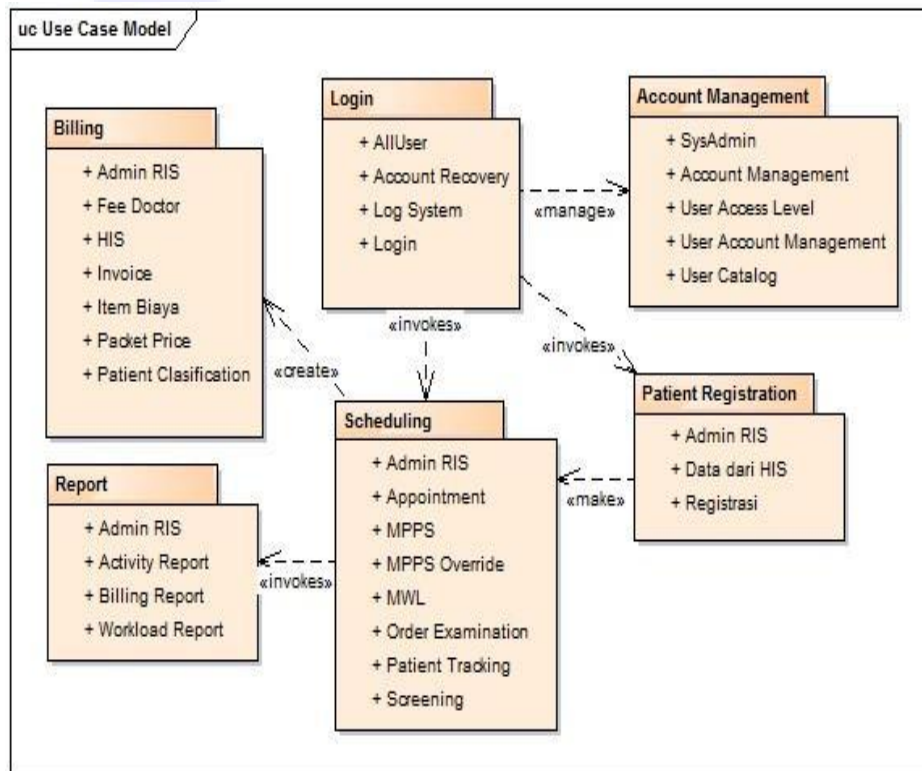 uc Use Case Model
Billing
+ Admin RIS
+ Fee Doctor
+ HIS
+ Invoice
+ Item Biaya
+ Packet Price
+ Patient Clasification
Login
+ AllUser
+ Account Recovery
+ Log System
+ Login
Account Management
+ SysAdmin
+ Account Management
+ User Access Level
+ User Account Management
+ User Catalog
«manage»
«invokes»
«invokes»
«create»
Patient Registration
+ Admin RIS
+ Data dari HIS
+ Registrasi
Scheduling
+ Admin RIS
+ Appointment
+ MPPS
+ MPPS Override
+ MWL
+ Order Examination
+ Patient Tracking
+ Screening
«make»
Report
+ Admin RIS
+ Activity Report
+ Billing Report
+ Workload Report
«invokes»